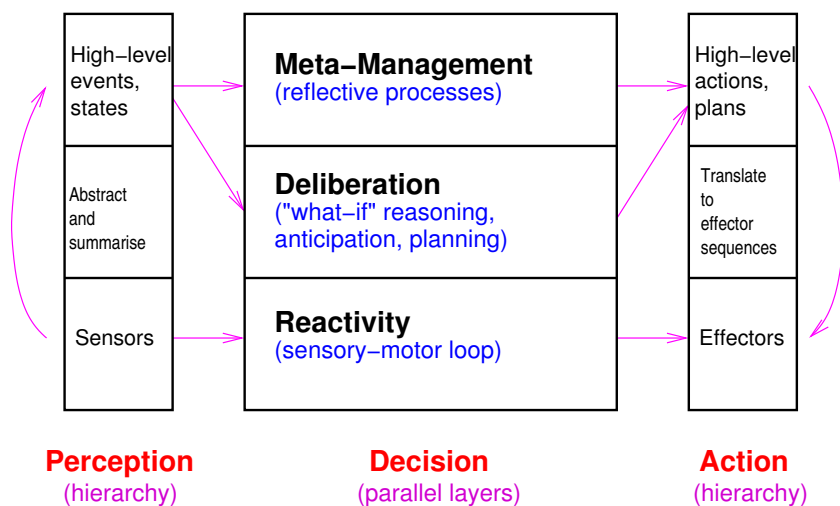 High−level
events,
states
Abstract
and
summarise
Sensors
Meta−Management
(reflective processes)
Deliberation
("what−if" reasoning,
anticipation, planning)
Reactivity
(sensory−motor loop)
High−level
actions,
plans
Translate
to
effector
sequences
Effectors
Perception
(hierarchy)
Decision
(parallel layers)
Action
(hierarchy)